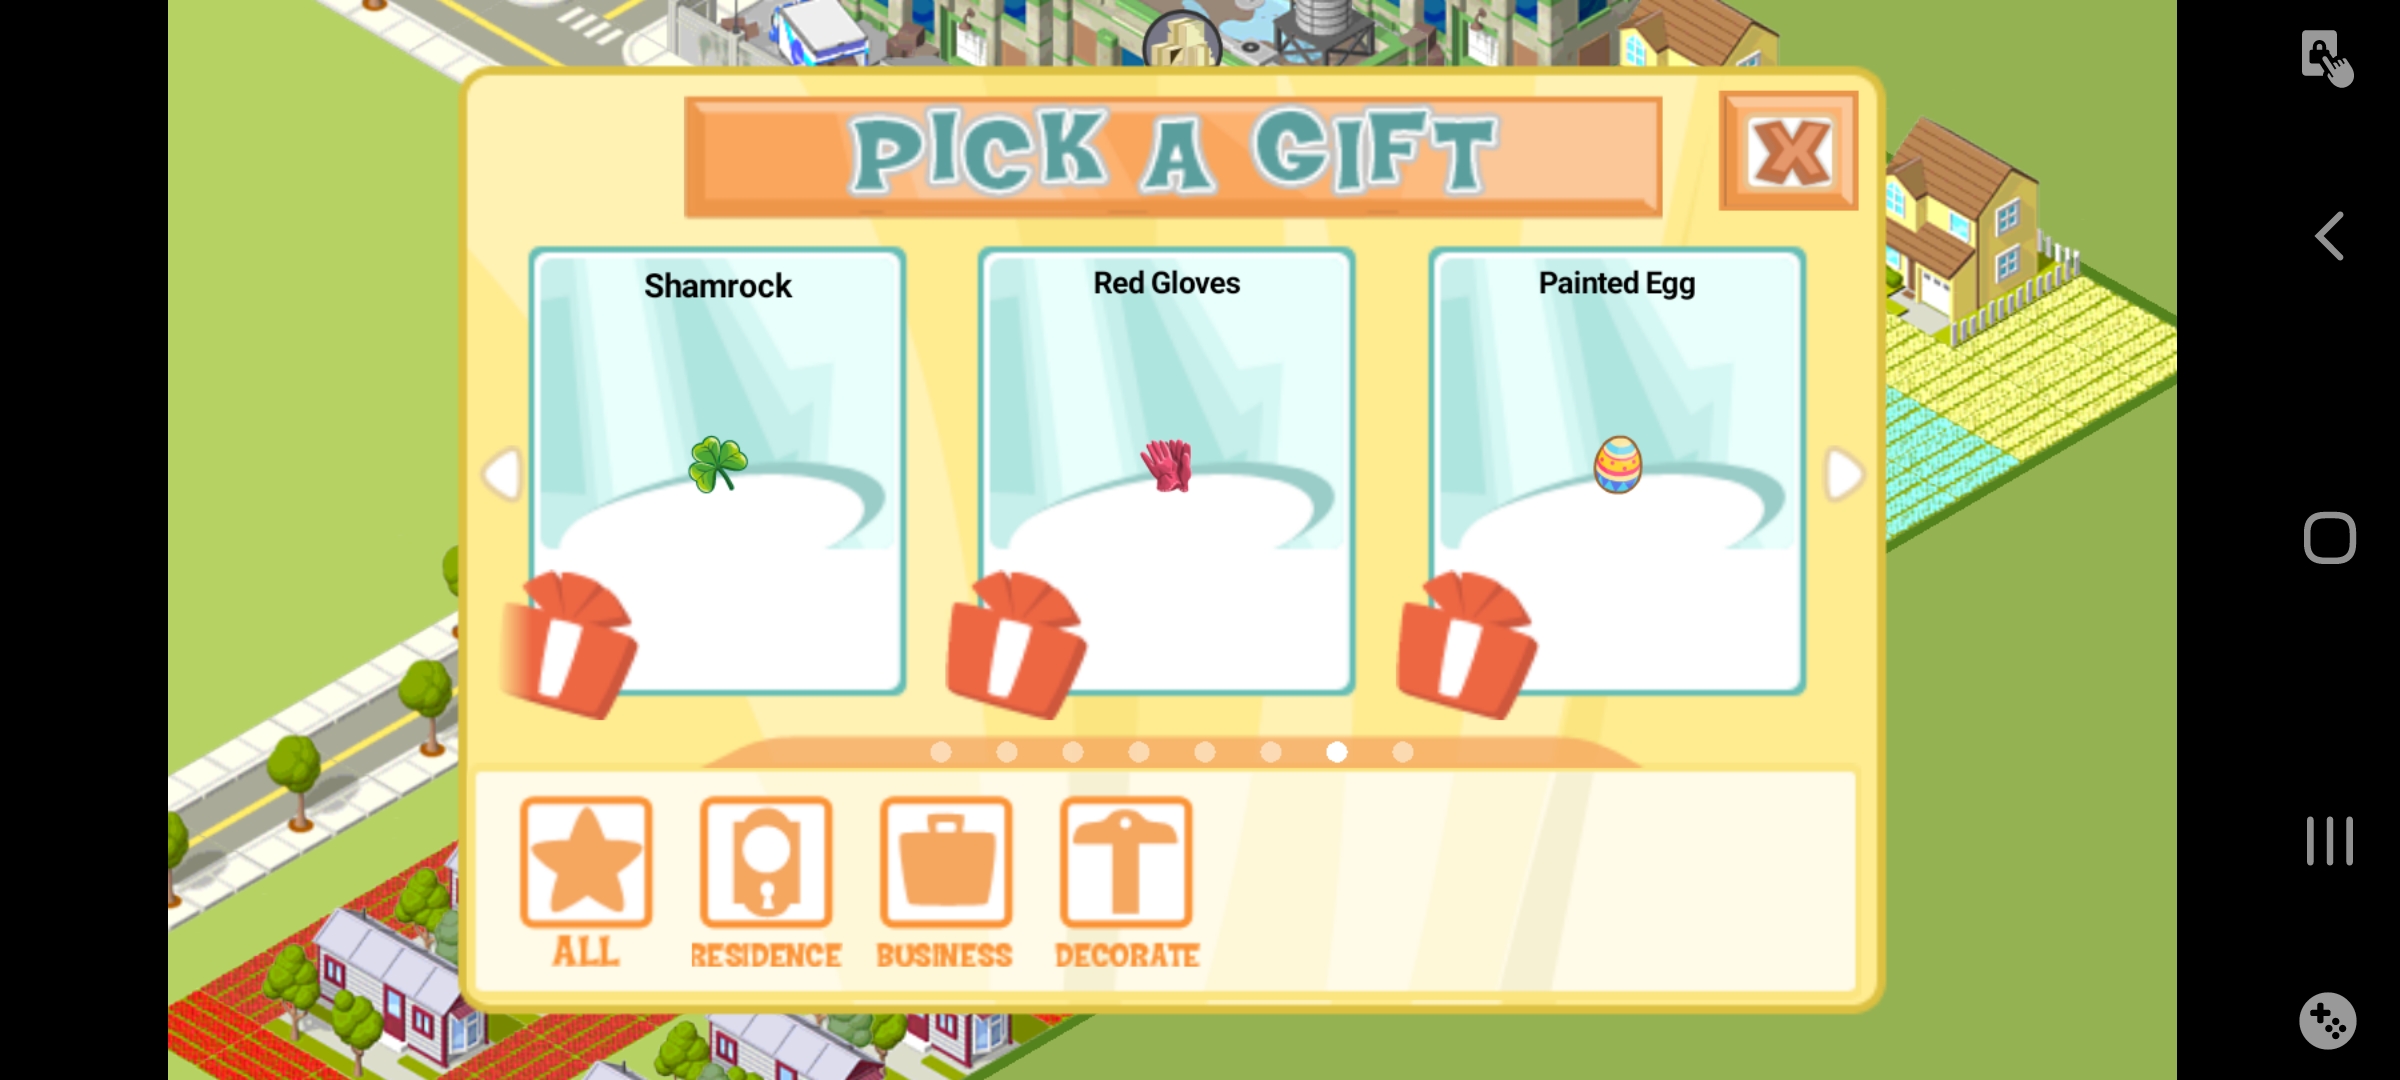 PICK A GIFT
X
Shamrock
Red Gloves
Painted Egg
ALL
RESIDENCE
BUSINESS
DECORATE